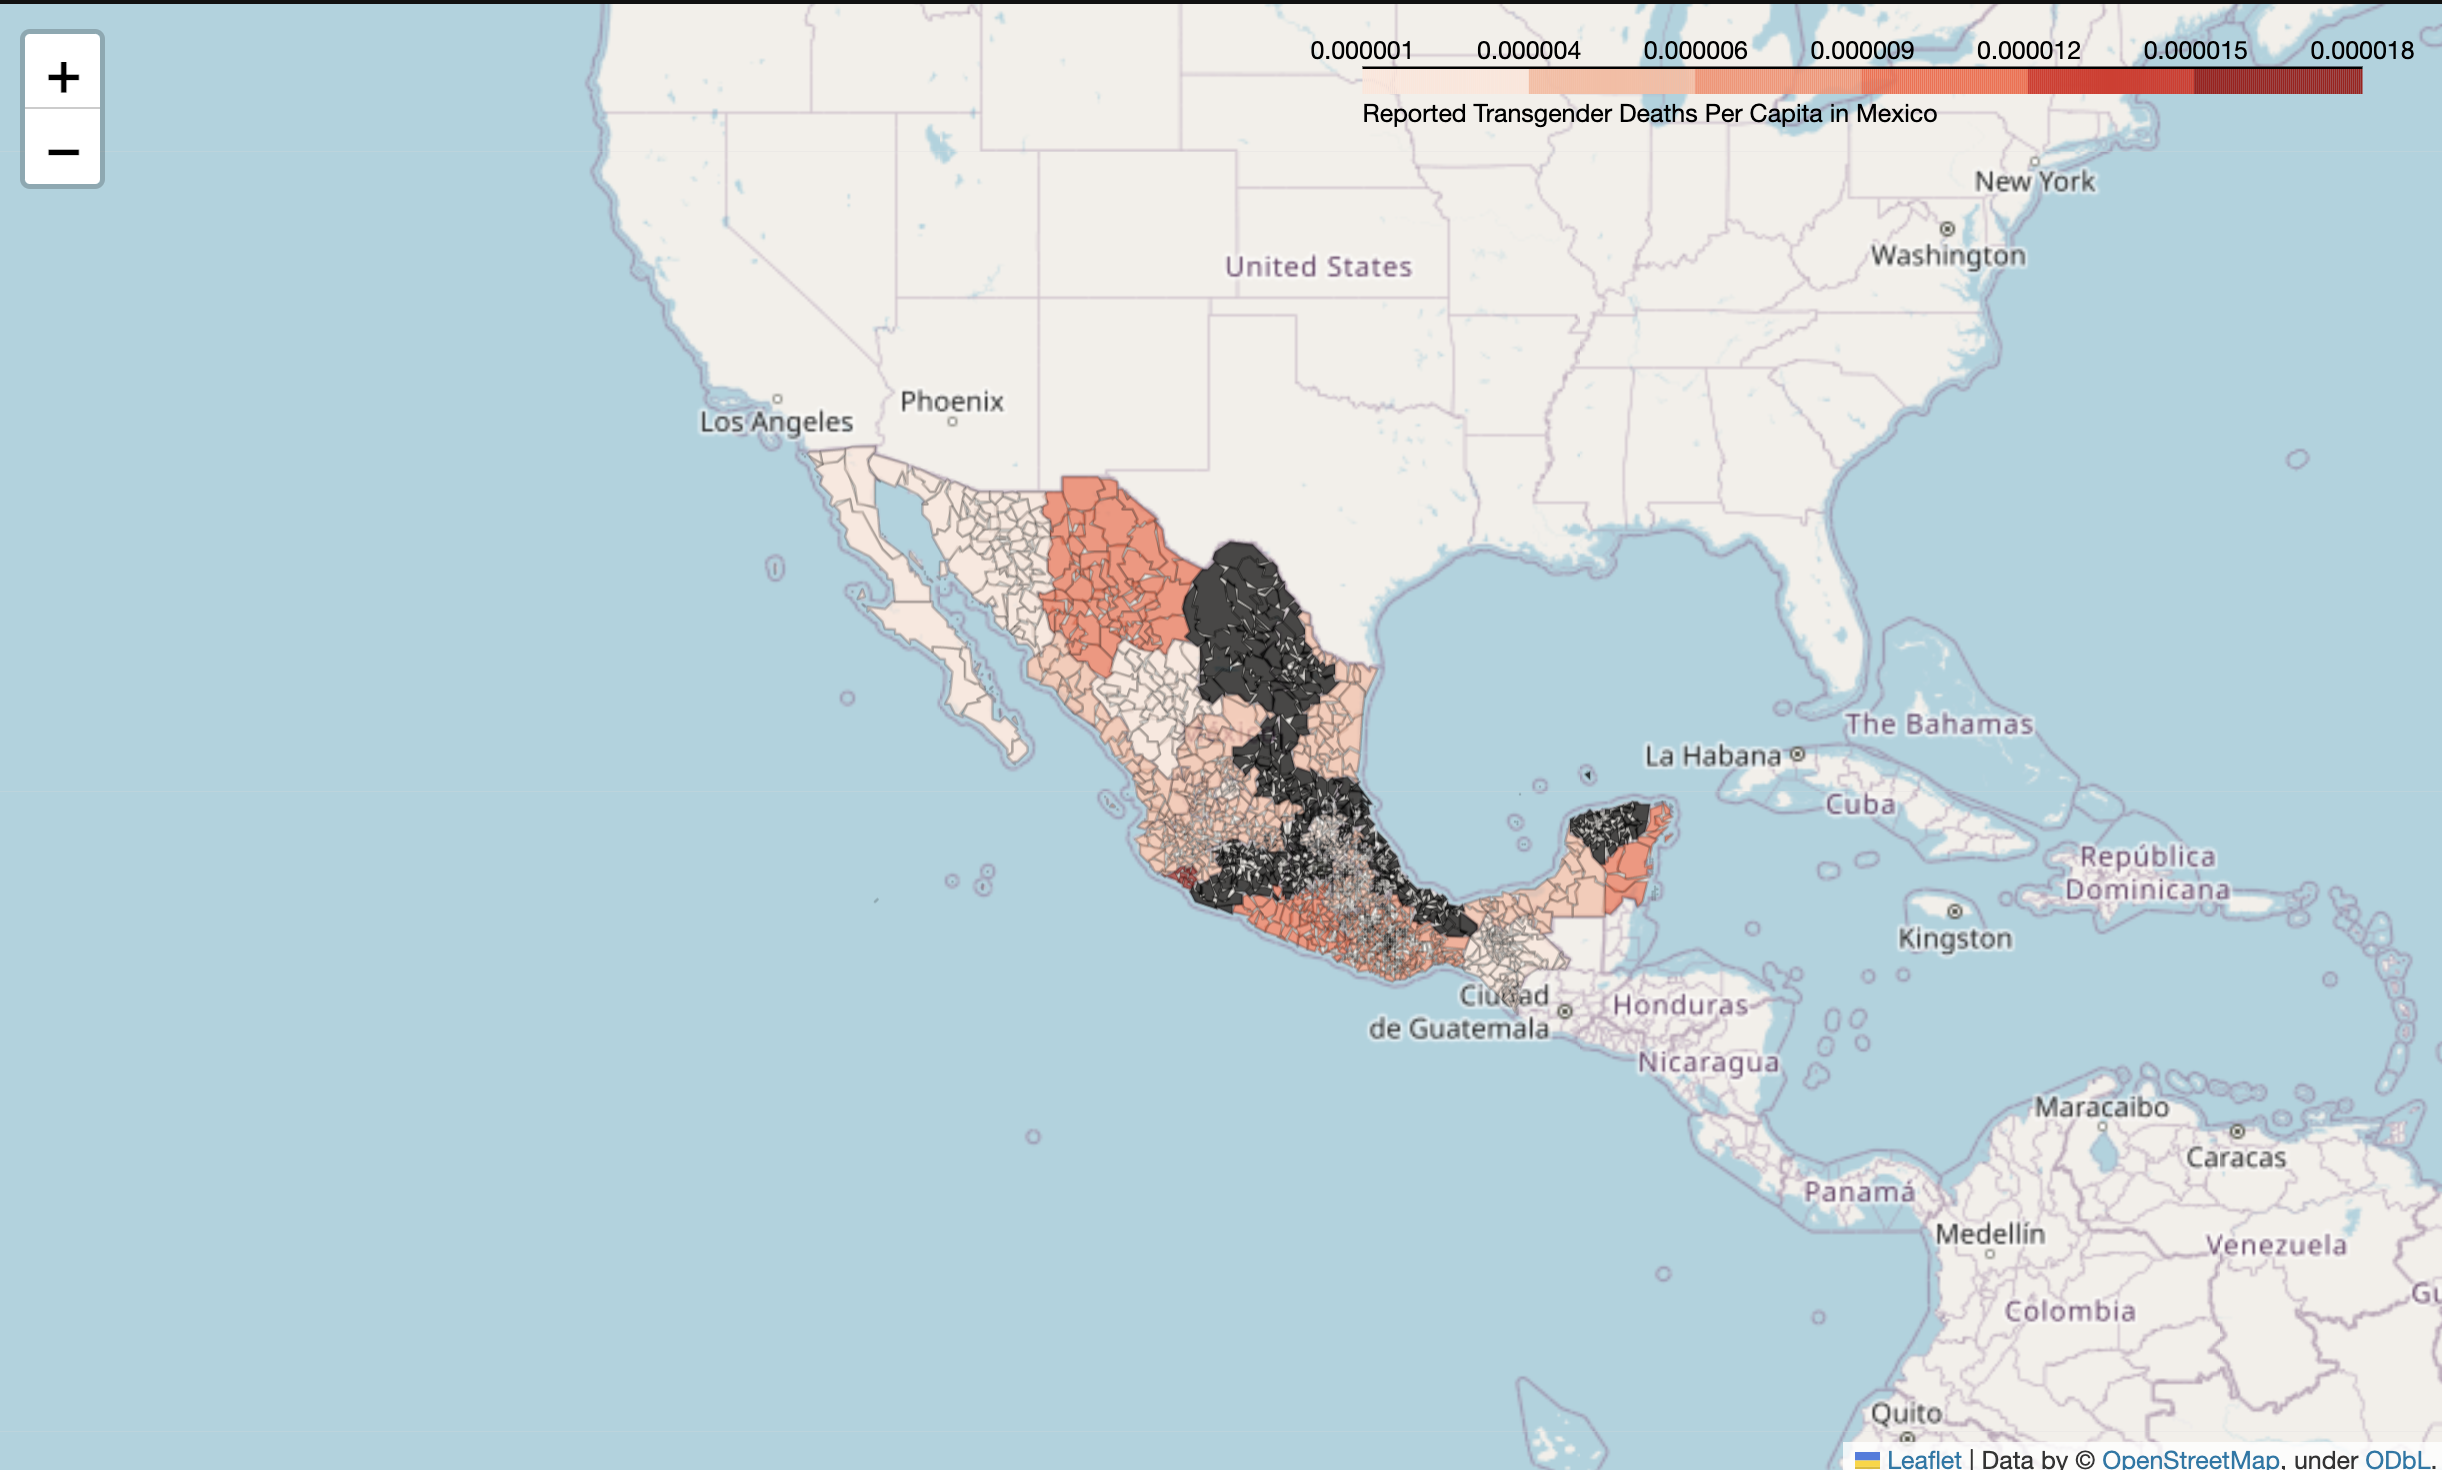 +
−
0.000001 0.000004 0.000006 0.000009 0.000012 0.000015 0.000018
Reported Transgender Deaths Per Capita in Mexico
New York
Washington
United States
Phoenix
Los Angeles
The Bahamas
La Habana
Cuba
República
Dominicana
Kingston
Ciudad
de Guatemala
Honduras
Nicaragua
Maracaibo
Caracas
Panamá
Medellín
Venezuela
Colombia
Quito
Leaflet | Data by © OpenStreetMap, under ODbL.